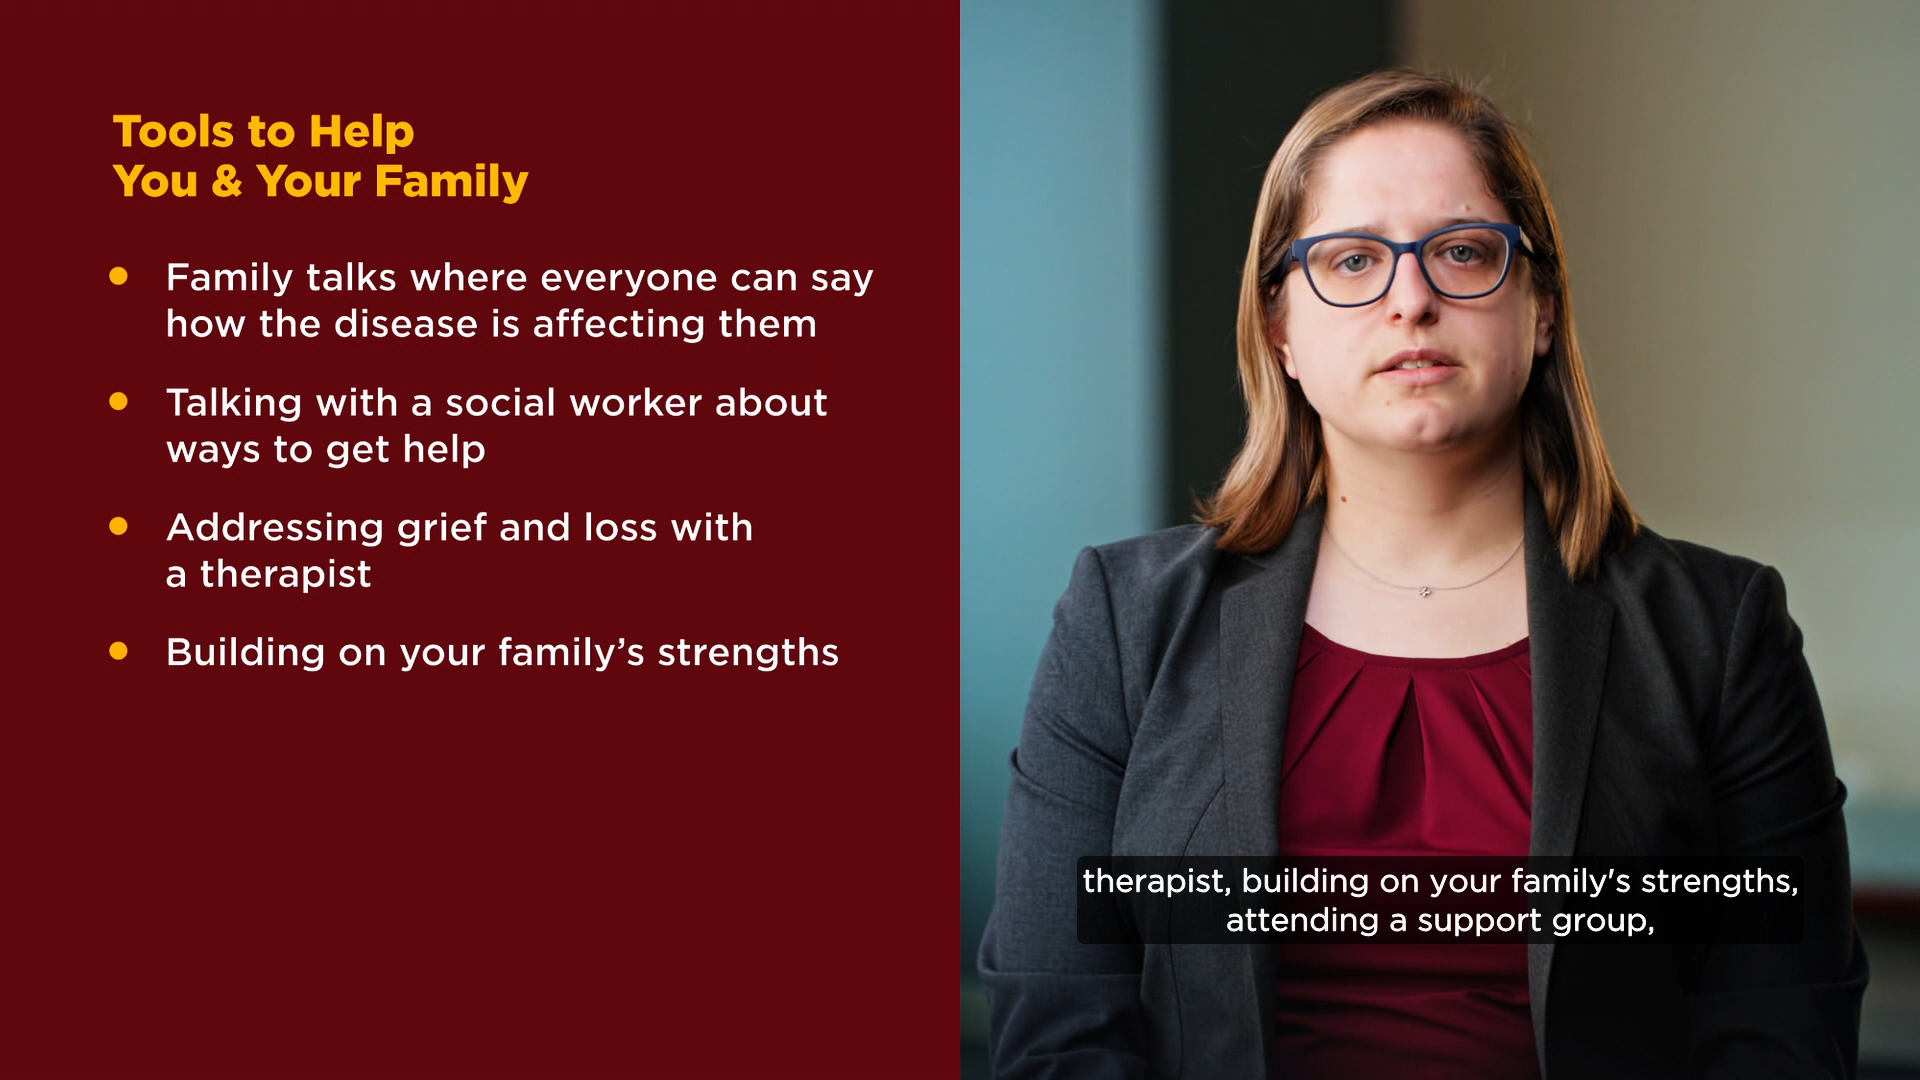 Tools to Help
You & Your Family
Family talks where everyone can say
how the disease is affecting them
Talking with a social worker about
ways to get help
Addressing grief and loss with
a therapist
Building on your family’s strengths
therapist, building on your family's strengths,
attending a support group,